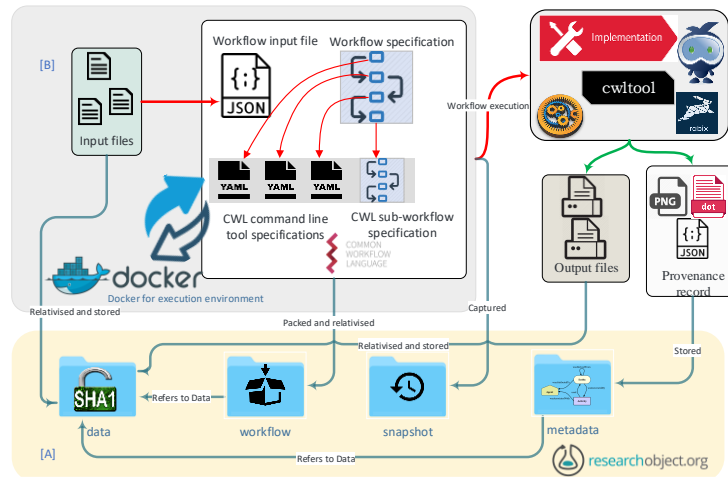 [B]
Input files
Workflow input file
{;}
JSON
Workflow specification
YAML
YAML
YAML
CWL command line
tool specifications
CWL sub-workflow
specification
COMMON
WORKFLOW
LANGUAGE
docker
Docker for execution environment
Workflow execution
Implementation
cwltool
rabix
Output files
PNG
dot
{;}
JSON
Provenance
record
Relativised and stored
Packed and relativised
Captured
Relativised and stored
Stored
SHA1
data
Refers to Data
workflow
snapshot
metadata
[A]
Refers to Data
researchobject.org